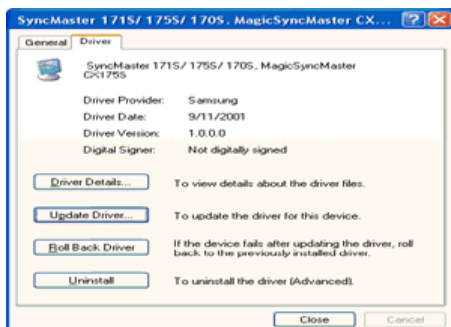 SyncMaster 171S/ 175S/ 170S, MagicSyncMaster CX...
General
Driver
SyncMaster 171S/ 175S/ 170S, MagicSyncMaster
CX175S
Driver Provider: Samsung
Driver Date: 9/11/2001
Driver Version: 1.0.0.0
Digital Signer: Not digitally signed
Driver Details... To view details about the driver files.
Update Driver... To update the driver for this device.
Roll Back Driver If the device fails after updating the driver, roll
back to the previously installed driver.
Uninstall To uninstall the driver (Advanced).
Close Cancel